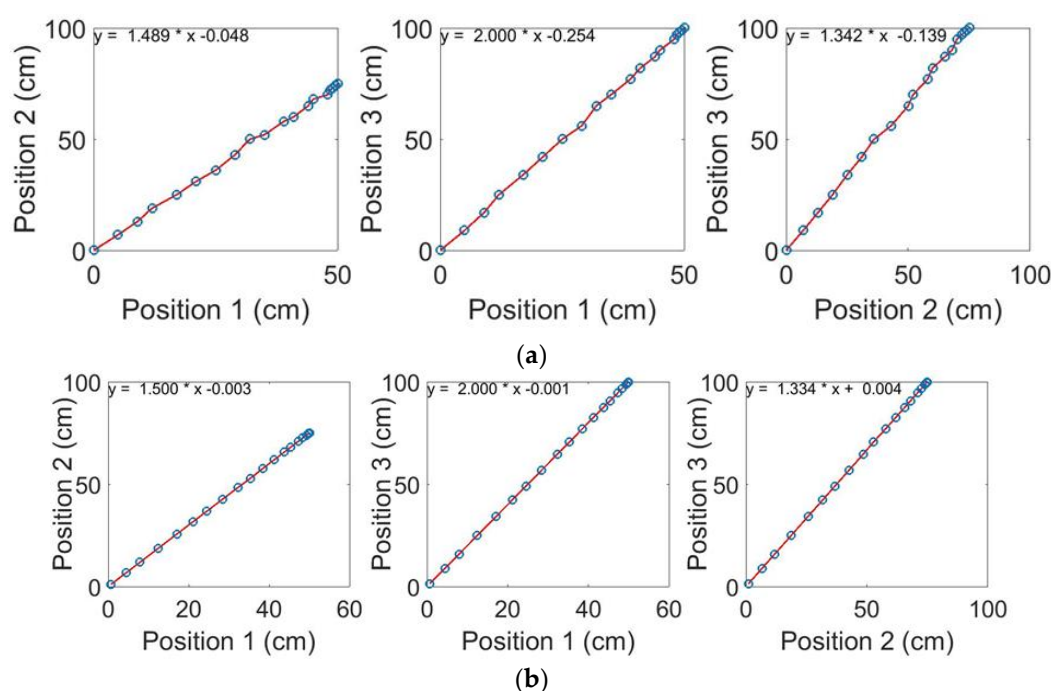 y = 1.489 * x -0.048
Position 2 (cm)
100
50
0
0
50
Position 1 (cm)
y = 2.000 * x -0.254
Position 3 (cm)
100
50
0
0
50
Position 1 (cm)
y = 1.342 * x -0.139
Position 3 (cm)
100
50
0
0
50
100
Position 2 (cm)
(a)
y = 1.500 * x -0.003
Position 2 (cm)
100
50
0
0
20
40
60
Position 1 (cm)
y = 2.000 * x -0.001
Position 3 (cm)
100
50
0
0
20
40
60
Position 1 (cm)
y = 1.334 * x + 0.004
Position 3 (cm)
100
50
0
0
50
100
Position 2 (cm)
(b)